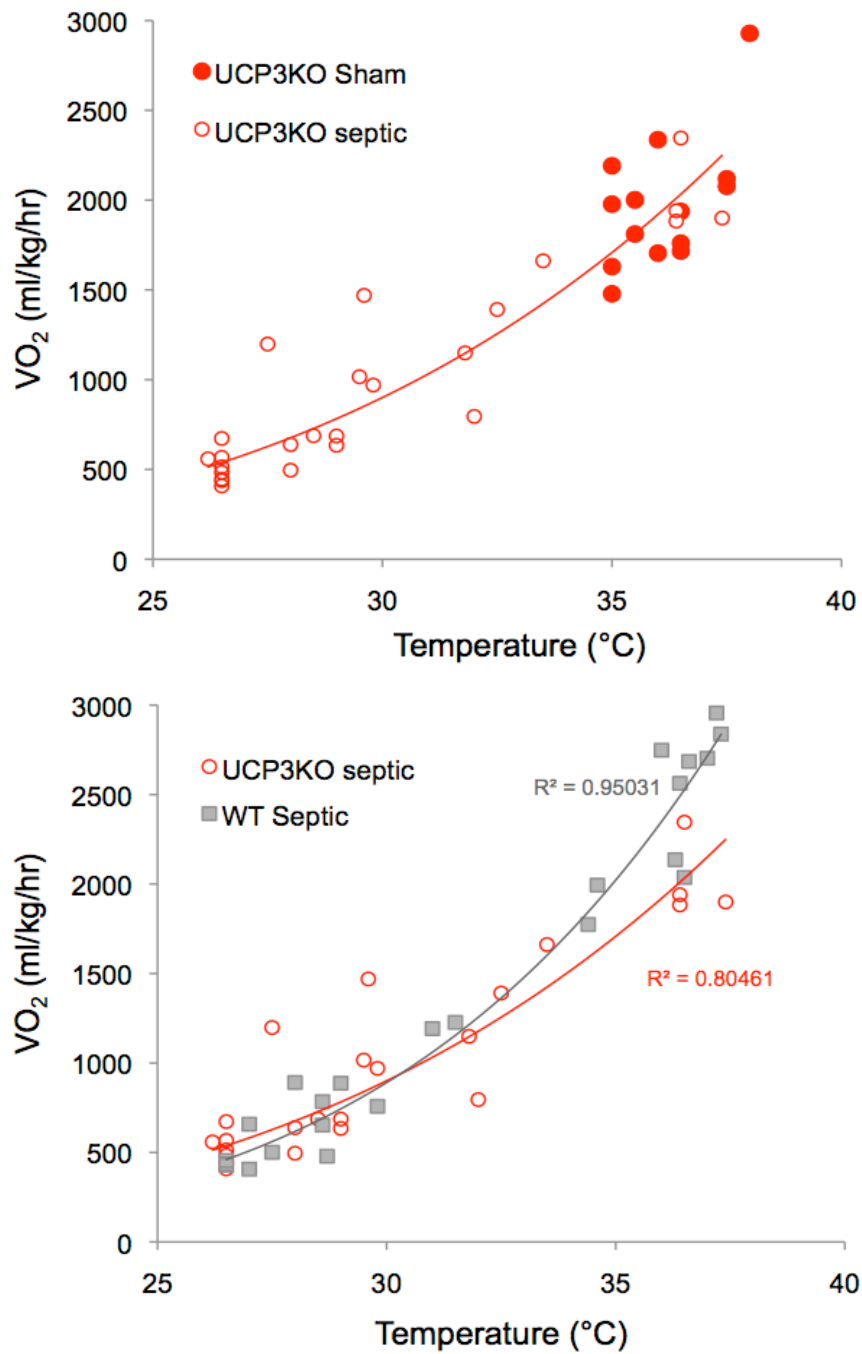 3000
UCP3KO Sham
2500
UCP3KO septic
2000
1500
1000
500
0
VO₂ (ml/kg/hr)
25 30 35 40
Temperature (°C)
3000
UCP3KO septic
R² = 0.95031
2500
WT Septic
2000
1500
R² = 0.80461
1000
500
0
VO₂ (ml/kg/hr)
25 30 35 40
Temperature (°C)